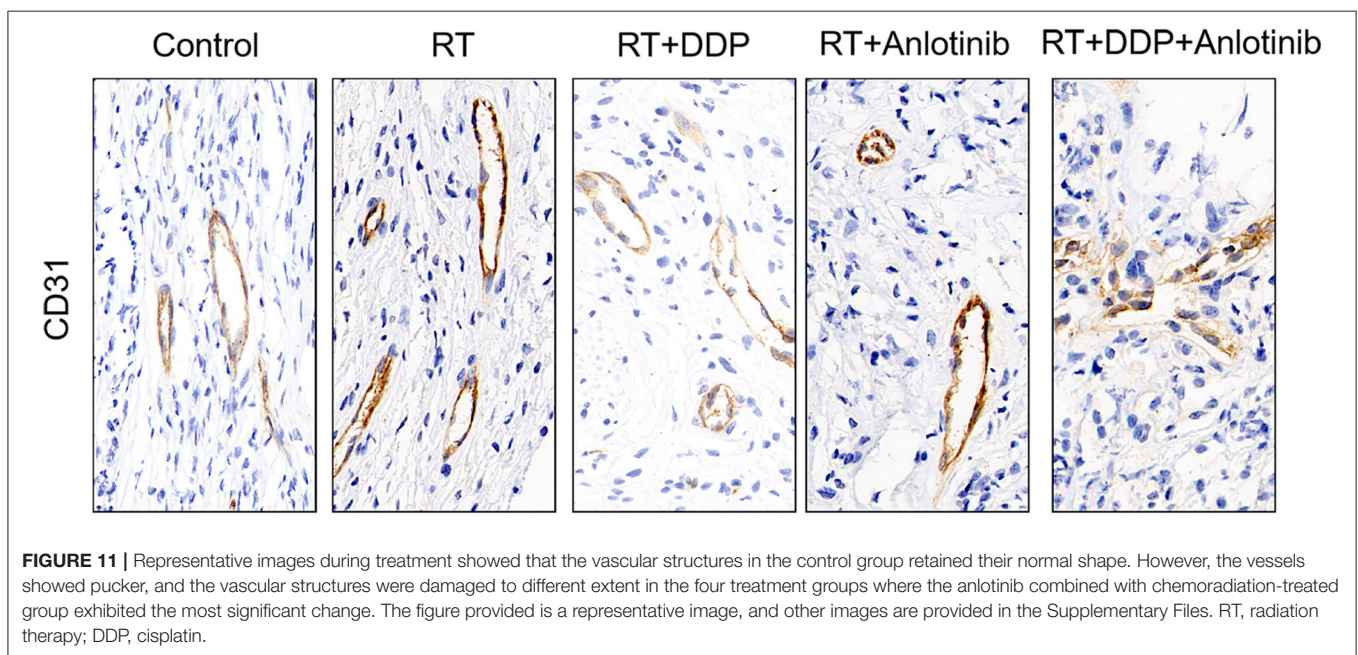 Control RT RT+DDP RT+Anlotinib RT+DDP+Anlotinib
CD31
FIGURE 11 | Representative images during treatment showed that the vascular structures in the control group retained their normal shape. However, the vessels
showed pucker, and the vascular structures were damaged to different extent in the four treatment groups where the anlotinib combined with chemoradiation-treated
group exhibited the most significant change. The figure provided is a representative image, and other images are provided in the Supplementary Files. RT, radiation
therapy; DDP, cisplatin.